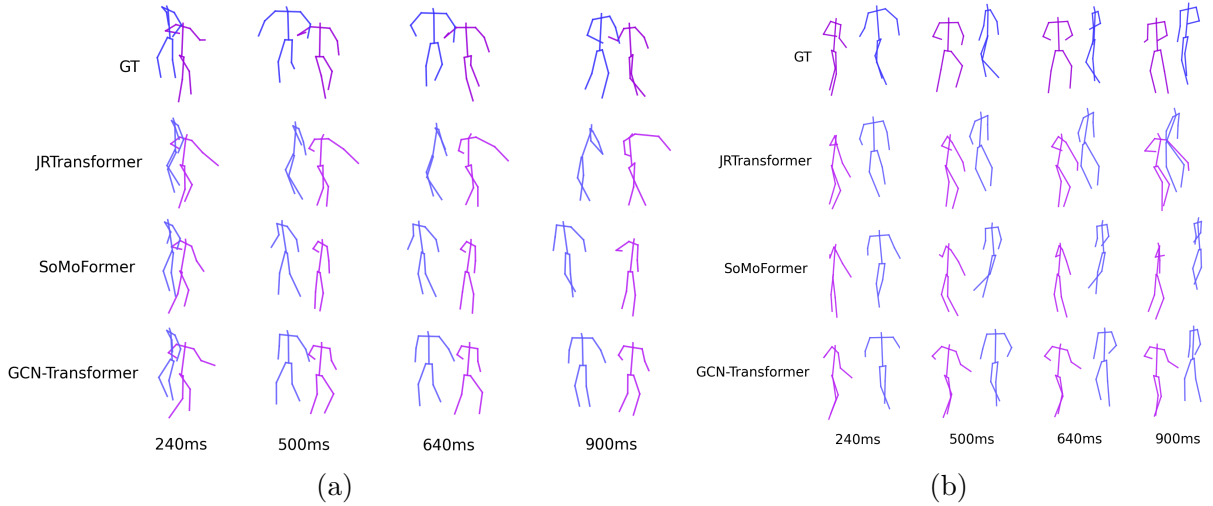 GT
JRTransformer
SoMoFormer
GCN-Transformer
240ms 500ms 640ms 900ms
(a)
GT
JRTransformer
SoMoFormer
GCN-Transformer
240ms 500ms 640ms 900ms
(b)